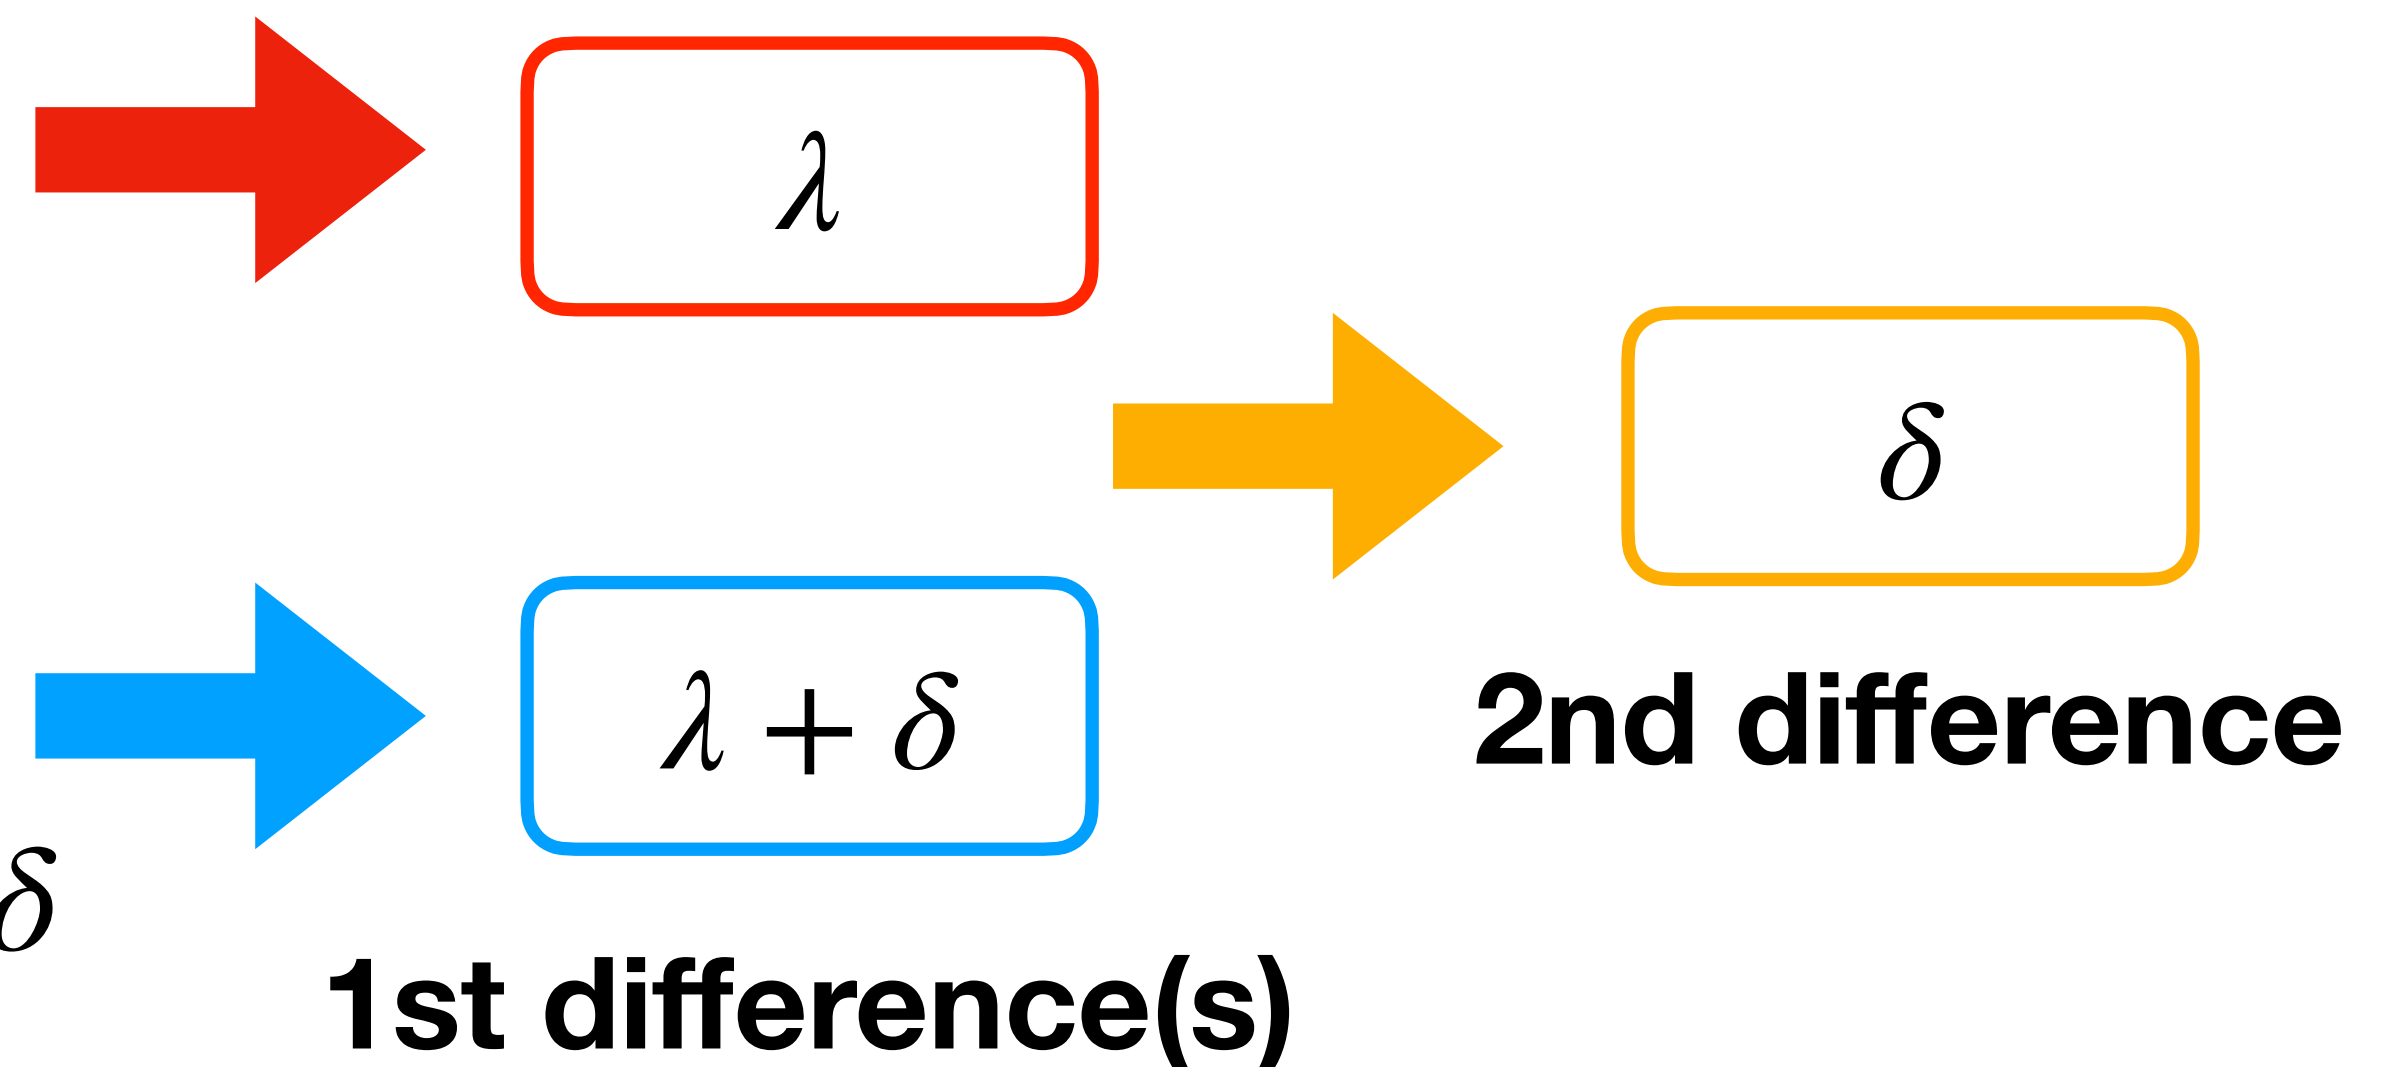 λ
δ
λ + δ
2nd difference
δ
1st difference(s)